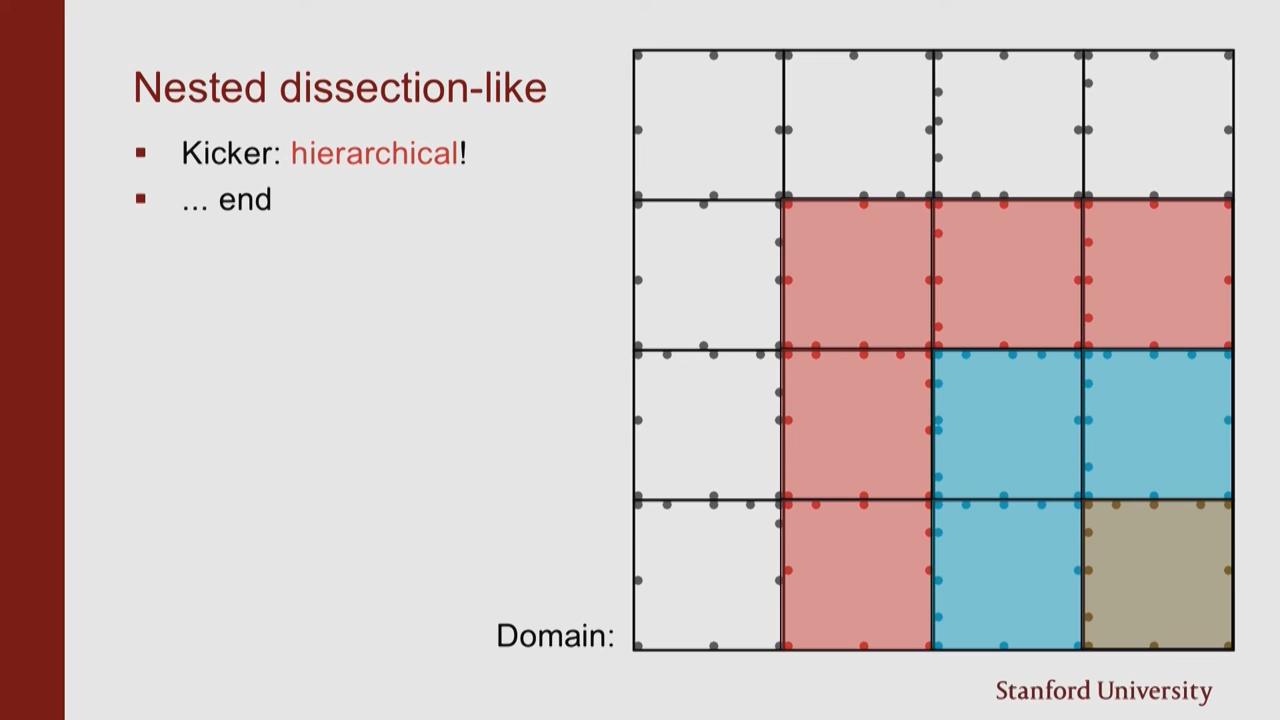 Nested dissection-like
Kicker: hierarchical!
... end
Domain:
Stanford University